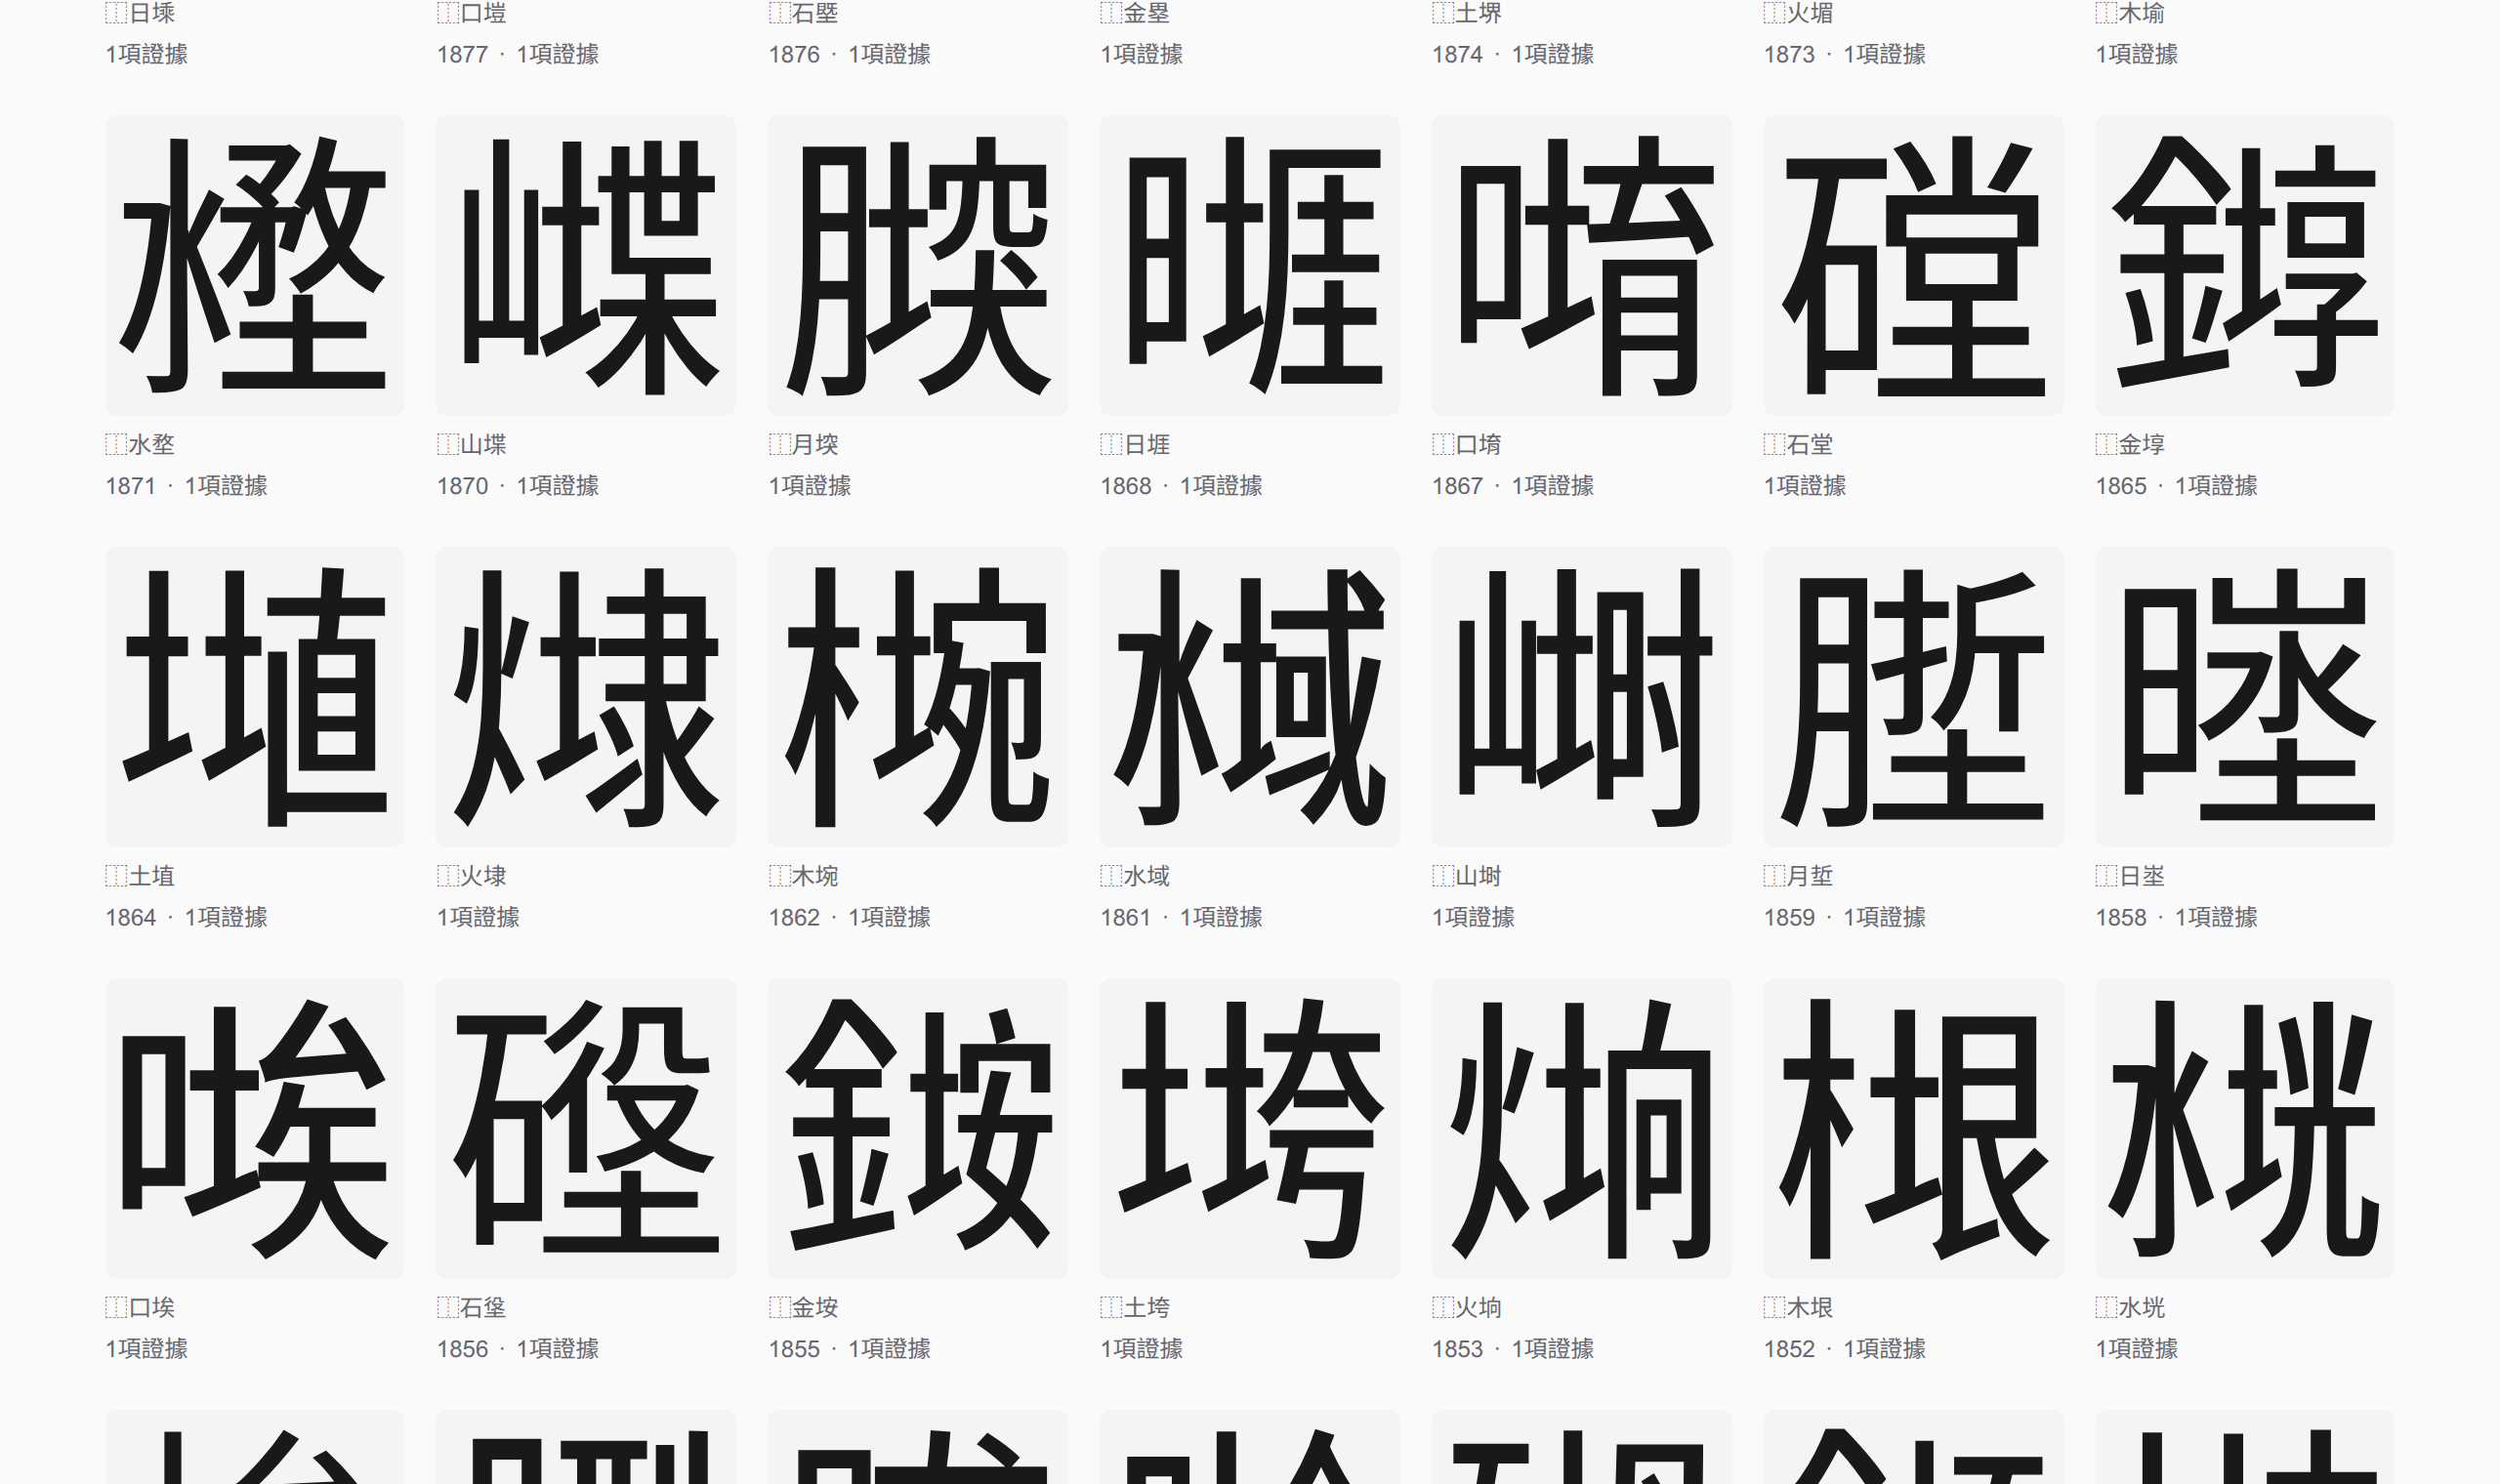 ⿰日塖 ⿰口塏 ⿰石塈 ⿰金塁 ⿰土堺 ⿰火堳 ⿰木堬
1項證據 1877 · 1項證據 1876 · 1項證據 1項證據 1874 · 1項證據 1873 · 1項證據 1項證據
⿰水堥 ⿰山堞 ⿰月堗 ⿰日堐 ⿰口堉 ⿰石堂 ⿰金埻
1871 · 1項證據 1870 · 1項證據 1項證據 1868 · 1項證據 1867 · 1項證據 1項證據 1865 · 1項證據
⿰土埴 ⿰火埭 ⿰木埦 ⿰水域 ⿰山埘 ⿰月埑 ⿰日埊
1864 · 1項證據 1項證據 1862 · 1項證據 1861 · 1項證據 1項證據 1859 · 1項證據 1858 · 1項證據
⿰口埃 ⿰石垼 ⿰金垵 ⿰土垮 ⿰火垧 ⿰木垠 ⿰水垙
1項證據 1856 · 1項證據 1855 · 1項證據 1項證據 1853 · 1項證據 1852 · 1項證據 1項證據